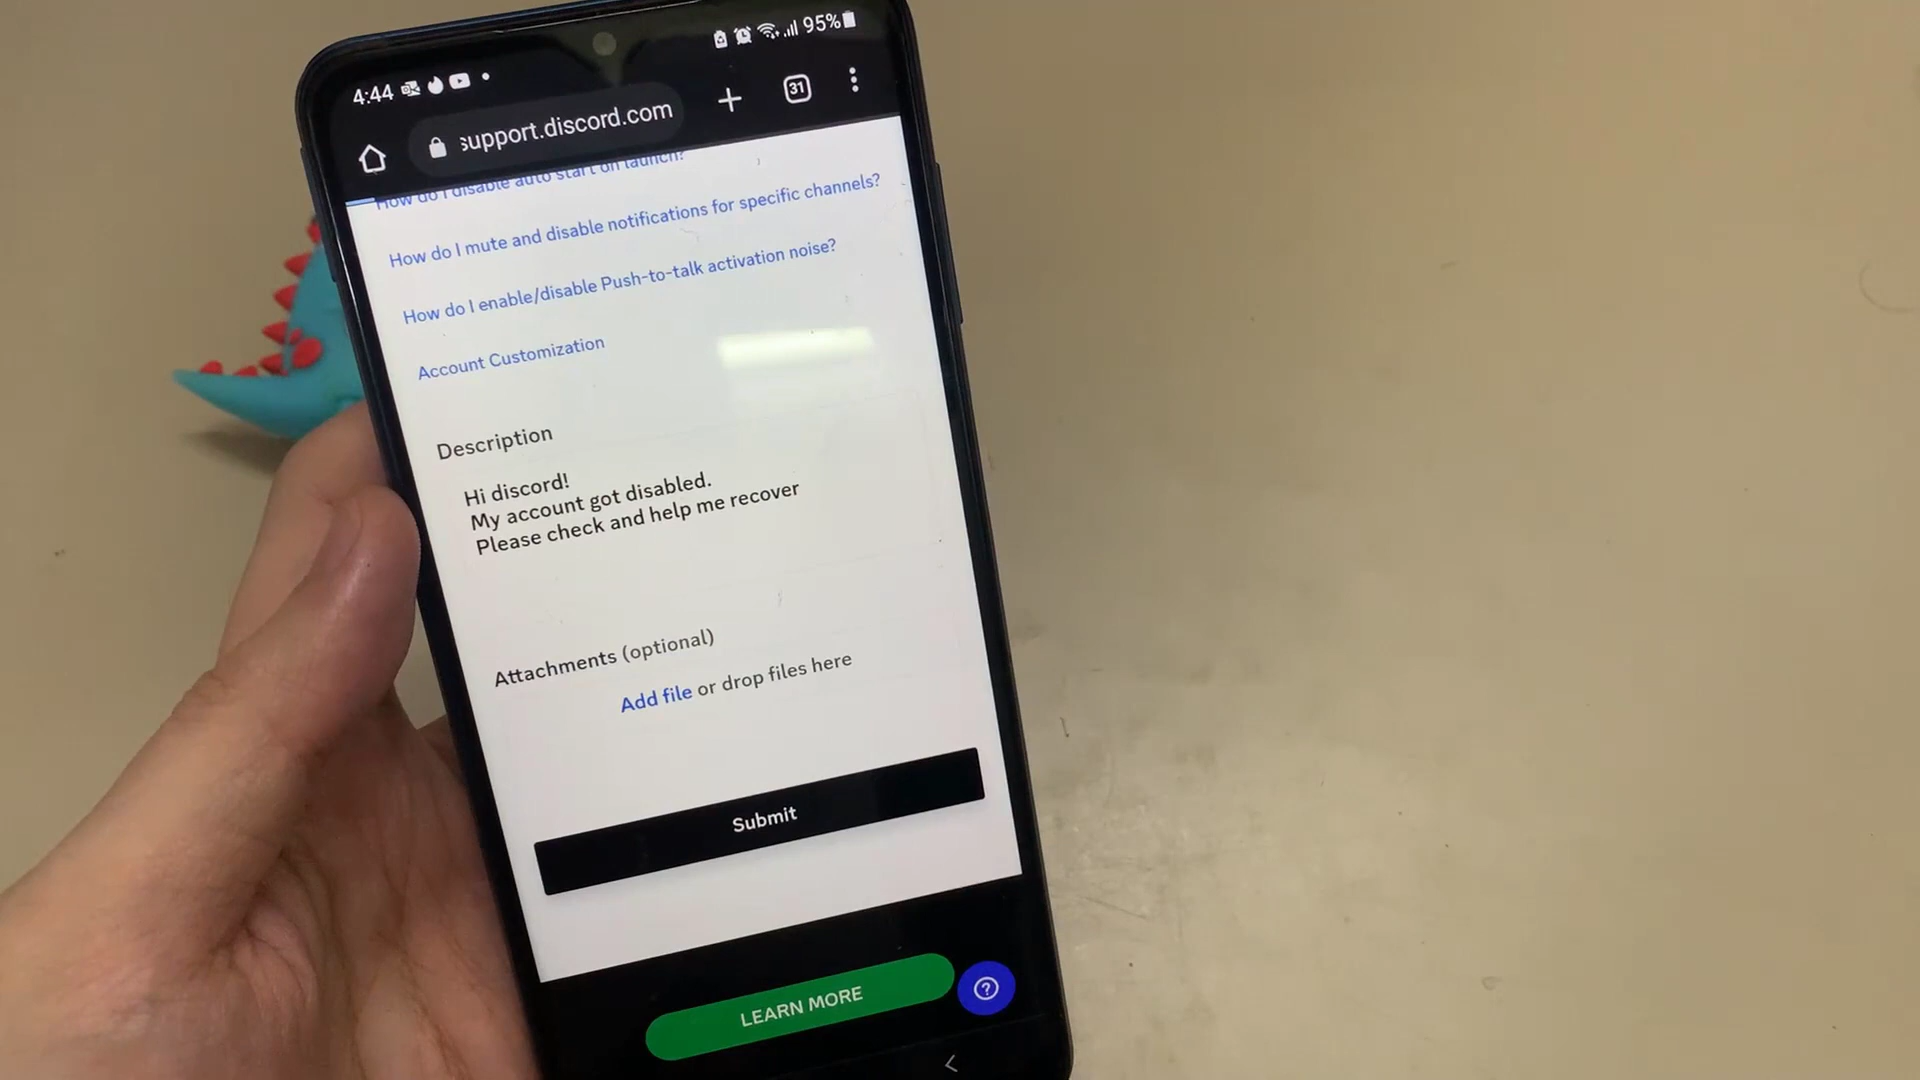 4:44
95%
support.discord.com
31
How do I disable auto start on launch?
How do I mute and disable notifications for specific channels?
How do I enable/disable Push-to-talk activation noise?
Account Customization
Description
Hi discord!
My account got disabled.
Please check and help me recover
Attachments (optional)
Add file or drop files here
Submit
LEARN MORE
?